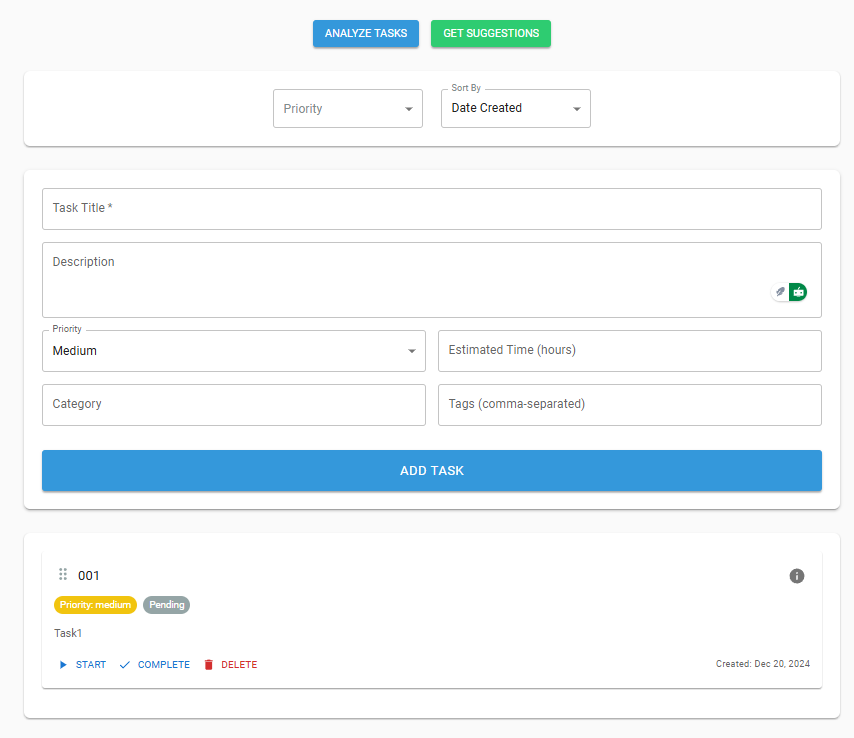 ANALYZE TASKS GET SUGGESTIONS
Sort By
Priority Date Created
Task Title *
Description
Priority
Medium Estimated Time (hours)
Category Tags (comma-separated)
ADD TASK
001
Priority: medium Pending
Task1
START COMPLETE DELETE Created: Dec 20, 2024